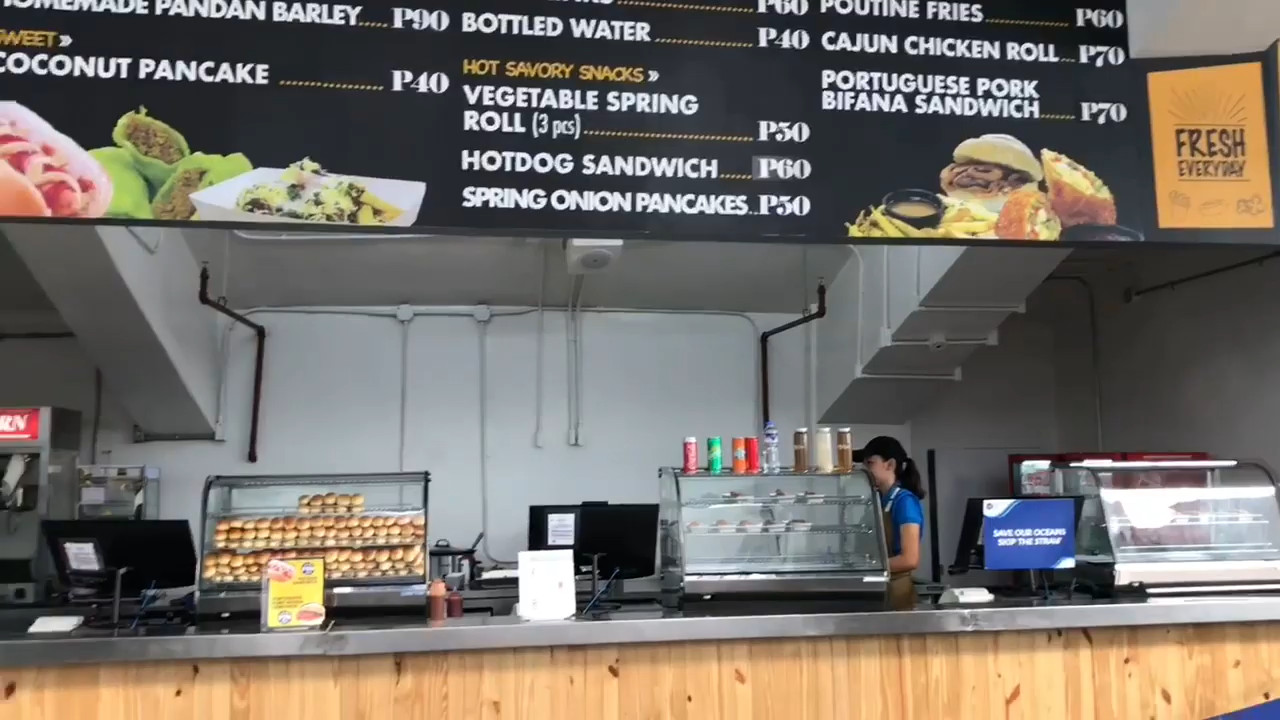 HOMEMADE PANDAN BARLEY.... P90
SWEET »
COCONUT PANCAKE ................. P40
P60
BOTTLED WATER ................ P40
HOT SAVORY SNACKS »
VEGETABLE SPRING
ROLL (3 pcs)............................ P50
HOTDOG SANDWICH..... P60
SPRING ONION PANCAKES.. P50
POUTINE FRIES............... P60
CAJUN CHICKEN ROLL... P70
PORTUGUESE PORK
BIFANA SANDWICH...... P70
FRESH
EVERYDAY
RN
SAVE OUR OCEANS
SKIP THE STRAW